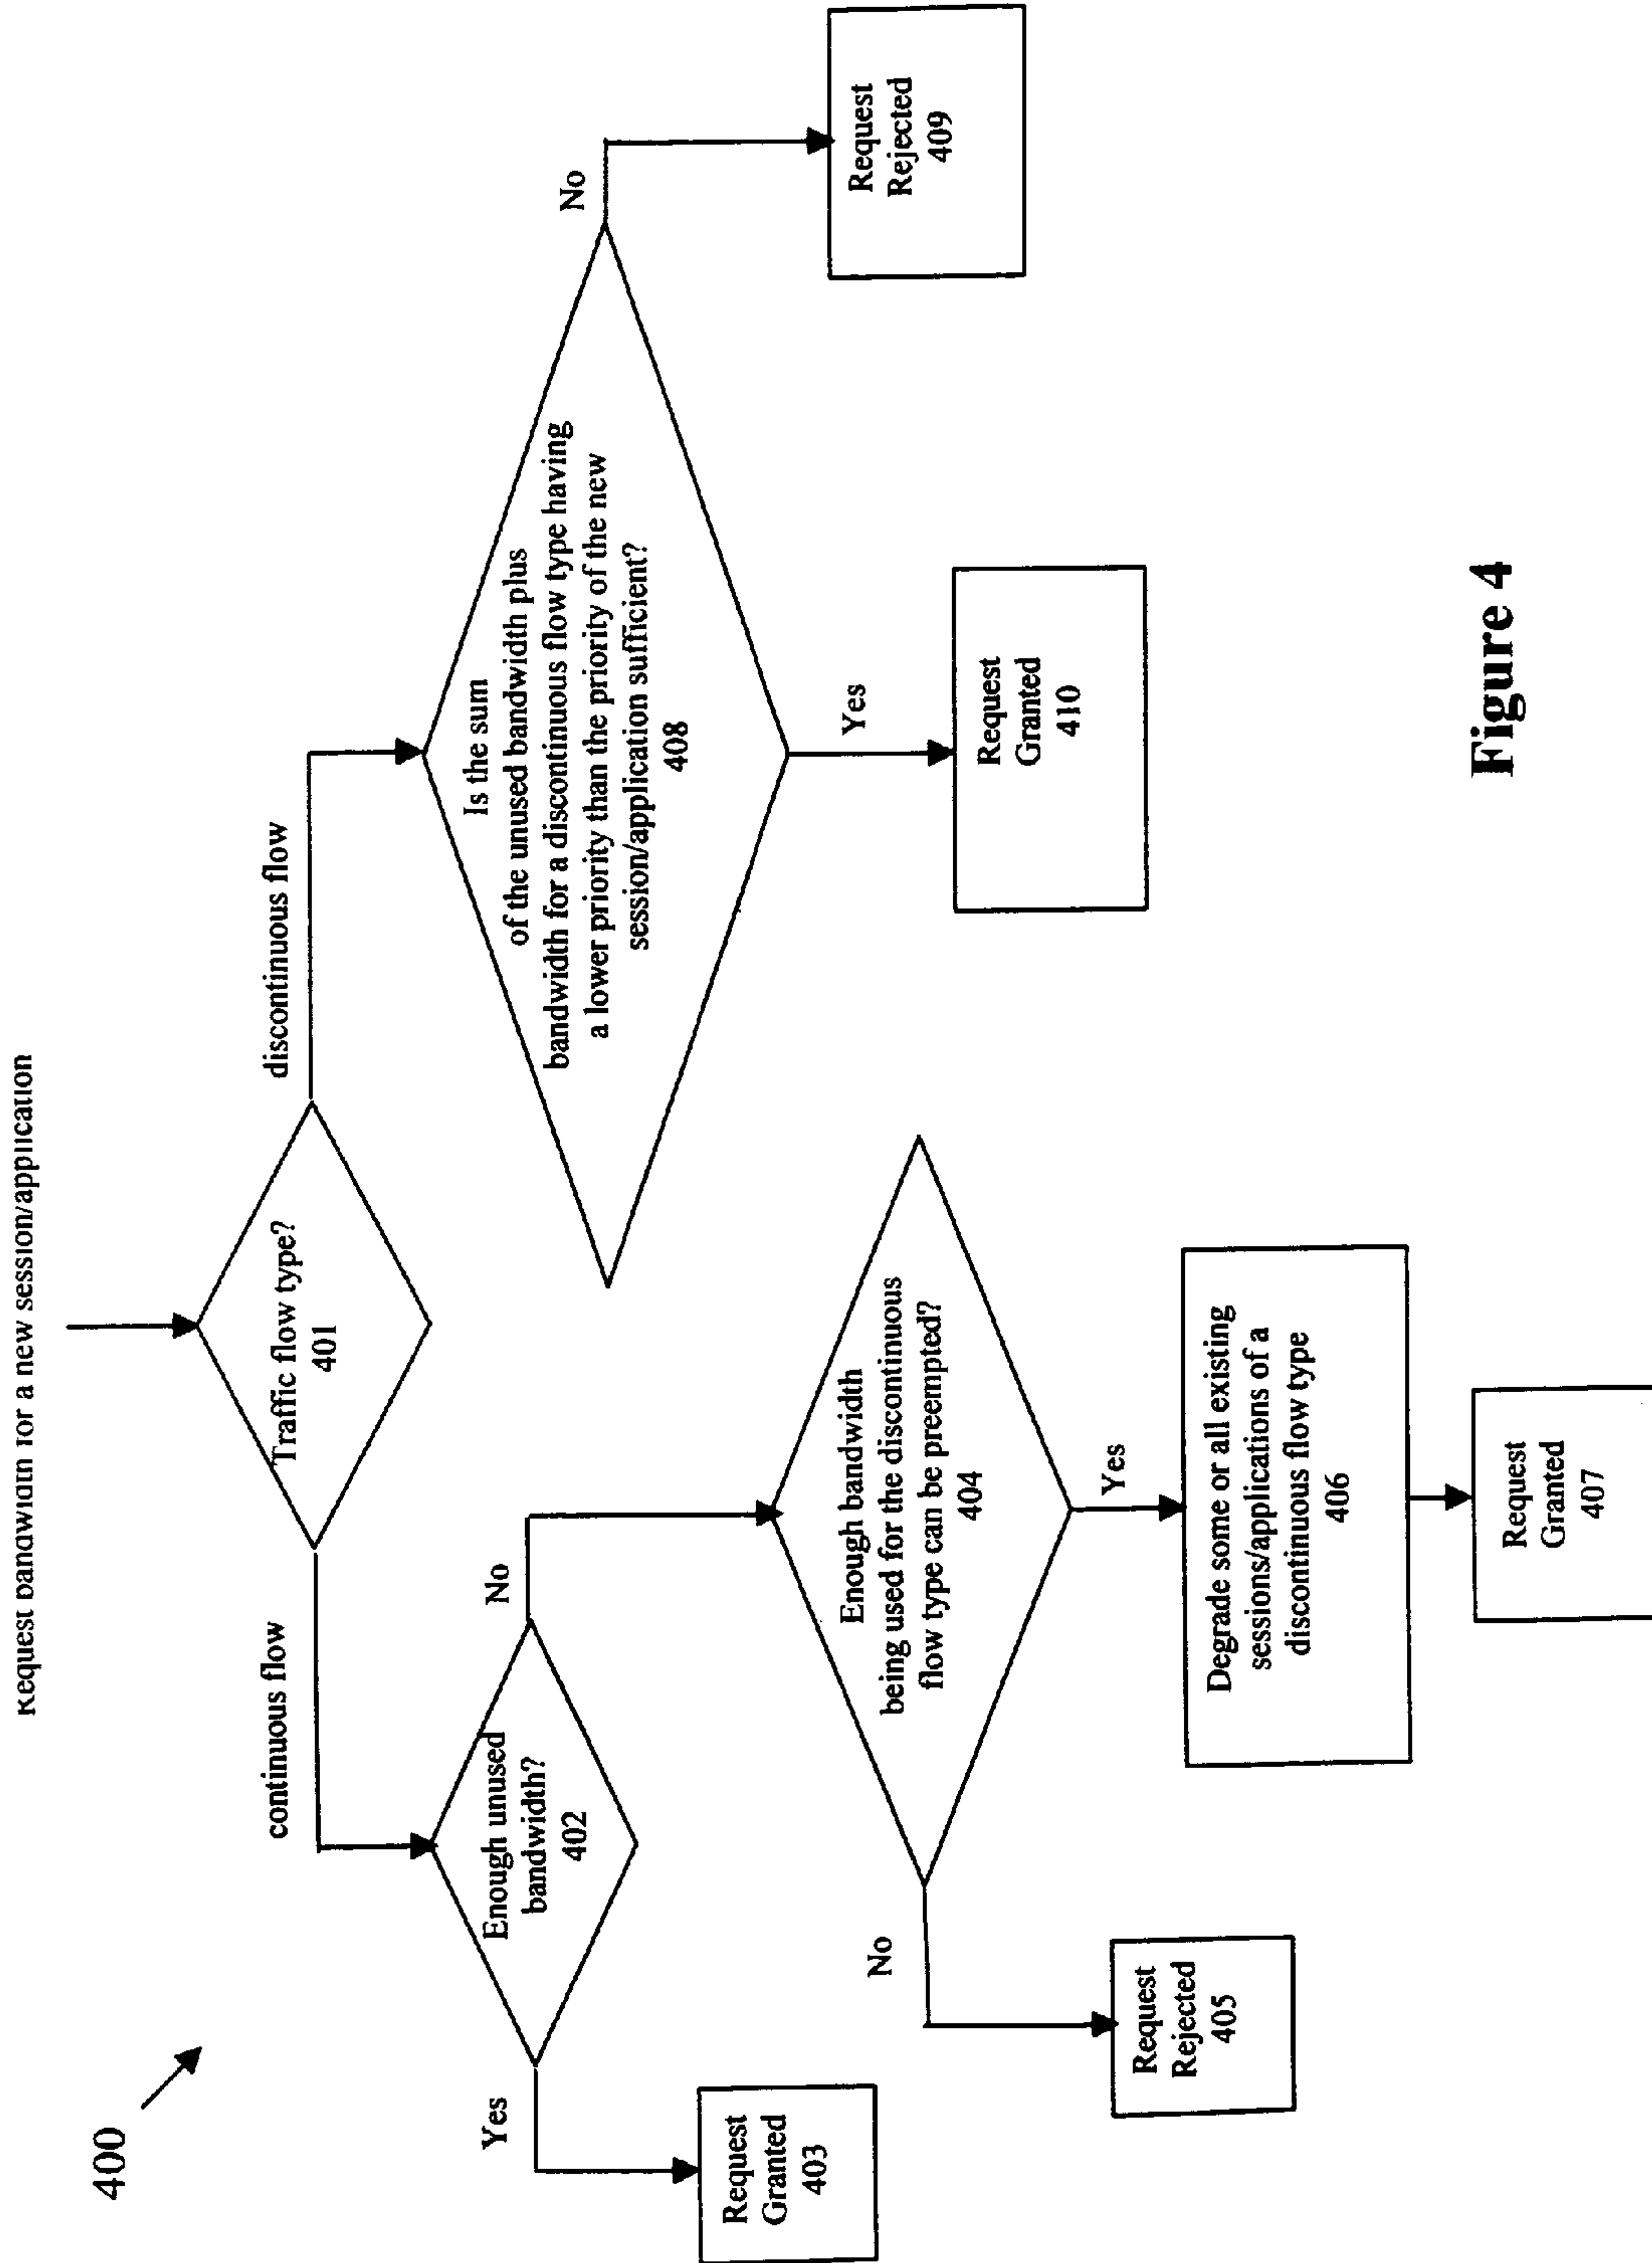 400
Request bandwidth for a new session/application
Traffic flow type?
401
continuous flow
discontinuous flow
Enough unused
bandwidth?
402
Yes
No
Request
Granted
403
Enough bandwidth
being used for the discontinuous
flow type can be preempted?
404
No
Yes
Request
Rejected
405
Degrade some or all existing
sessions/applications of a
discontinuous flow type
406
Request
Granted
407
Is the sum
of the unused bandwidth plus
bandwidth for a discontinuous flow type having
a lower priority than the priority of the new
session/application sufficient?
408
No
Yes
Request
Rejected
409
Request
Granted
410
Figure 4